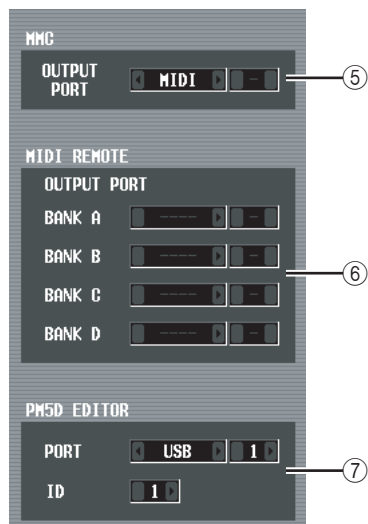 MMC
OUTPUT PORT MIDI - ⑤
MIDI REMOTE
OUTPUT PORT
BANK A ---- -
BANK B ---- -
⑥
BANK C ---- -
BANK D ---- -
PM5D EDITOR
PORT USB 1
⑦
ID 1